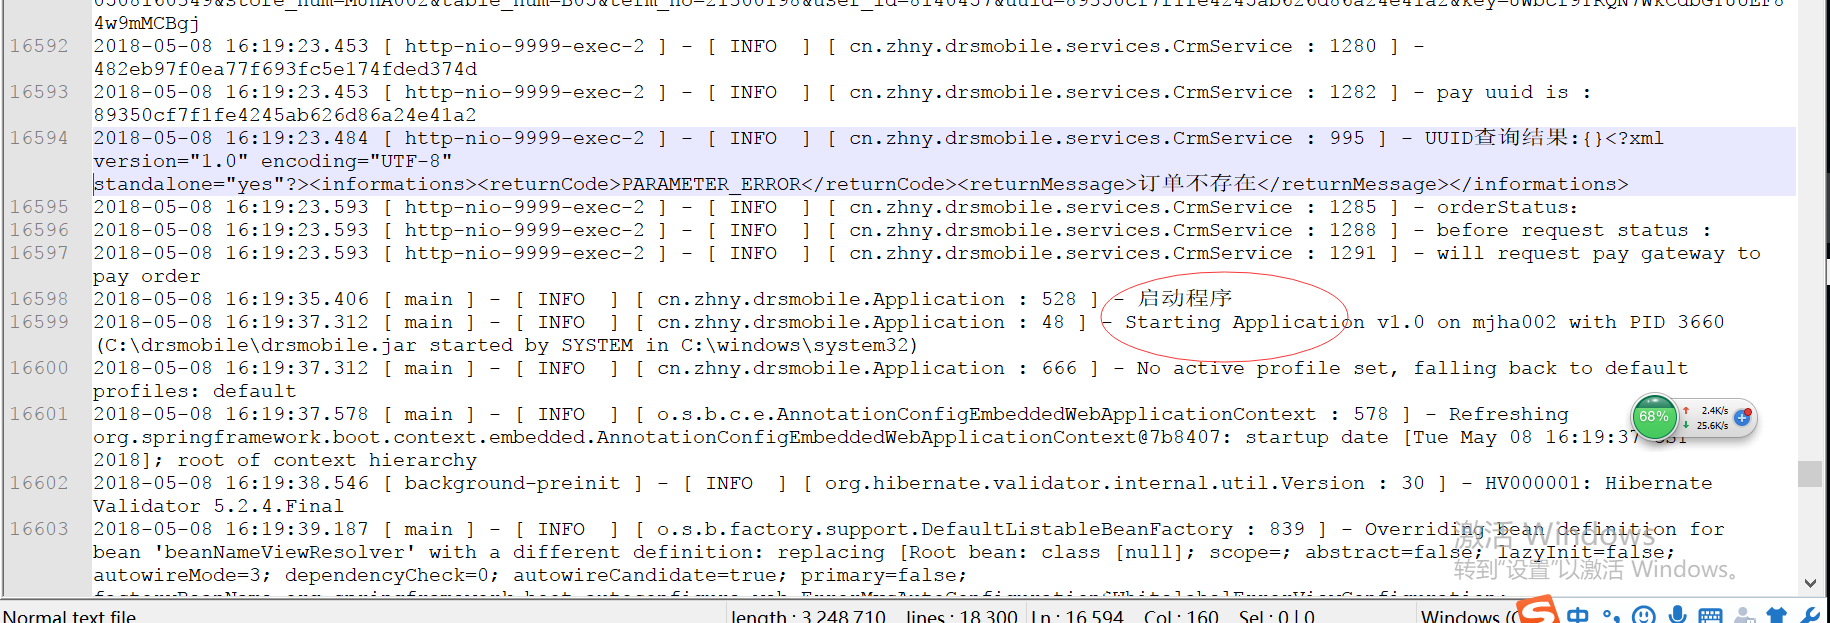 4w9mMCBgj
16592 2018-05-08 16:19:23.453 [ http-nio-9999-exec-2 ] - [ INFO  ] [ cn.zhny.drsmobile.services.CrmService : 1280 ] -
482eb97f0ea77f693fc5e174fded374d
16593 2018-05-08 16:19:23.453 [ http-nio-9999-exec-2 ] - [ INFO  ] [ cn.zhny.drsmobile.services.CrmService : 1282 ] - pay uuid is :
89350cf7f1fe4245ab626d86a24e41a2
16594 2018-05-08 16:19:23.484 [ http-nio-9999-exec-2 ] - [ INFO  ] [ cn.zhny.drsmobile.services.CrmService : 995 ] - UUID查询结果:{}<?xml
version="1.0" encoding="UTF-8"
standalone="yes"?><informations><returnCode>PARAMETER_ERROR</returnCode><returnMessage>订单不存在</returnMessage></informations>
16595 2018-05-08 16:19:23.593 [ http-nio-9999-exec-2 ] - [ INFO  ] [ cn.zhny.drsmobile.services.CrmService : 1285 ] - orderStatus:
16596 2018-05-08 16:19:23.593 [ http-nio-9999-exec-2 ] - [ INFO  ] [ cn.zhny.drsmobile.services.CrmService : 1288 ] - before request status :
16597 2018-05-08 16:19:23.593 [ http-nio-9999-exec-2 ] - [ INFO  ] [ cn.zhny.drsmobile.services.CrmService : 1291 ] - will request pay gateway to
pay order
16598 2018-05-08 16:19:35.406 [ main ] - [ INFO  ] [ cn.zhny.drsmobile.Application : 528 ] - 启动程序
16599 2018-05-08 16:19:37.312 [ main ] - [ INFO  ] [ cn.zhny.drsmobile.Application : 48 ] - Starting Application v1.0 on mjha002 with PID 3660
(C:\drsmobile\drsmobile.jar started by SYSTEM in C:\windows\system32)
16600 2018-05-08 16:19:37.312 [ main ] - [ INFO  ] [ cn.zhny.drsmobile.Application : 666 ] - No active profile set, falling back to default
profiles: default
16601 2018-05-08 16:19:37.578 [ main ] - [ INFO  ] [ o.s.b.c.e.AnnotationConfigEmbeddedWebApplicationContext : 578 ] - Refreshing
org.springframework.boot.context.embedded.AnnotationConfigEmbeddedWebApplicationContext@7b8407: startup date [Tue May 08 16:19:37
2018]; root of context hierarchy
68% 2.4K/s
25.6K/s
16602 2018-05-08 16:19:38.546 [ background-preinit ] - [ INFO  ] [ org.hibernate.validator.internal.util.Version : 30 ] - HV000001: Hibernate
Validator 5.2.4.Final
16603 2018-05-08 16:19:39.187 [ main ] - [ INFO  ] [ o.s.b.factory.support.DefaultListableBeanFactory : 839 ] - Overriding bean definition for
bean 'beanNameViewResolver' with a different definition: replacing [Root bean: class [null]; scope=; abstract=false; lazyInit=false;
autowireMode=3; dependencyCheck=0; autowireCandidate=true; primary=false;
激活 Windows
转到"设置"以激活 Windows。
Normal text file length : 3,248,710 lines : 18,300 Ln : 16,594 Col : 160 Sel : 0 | 0 Windows 中